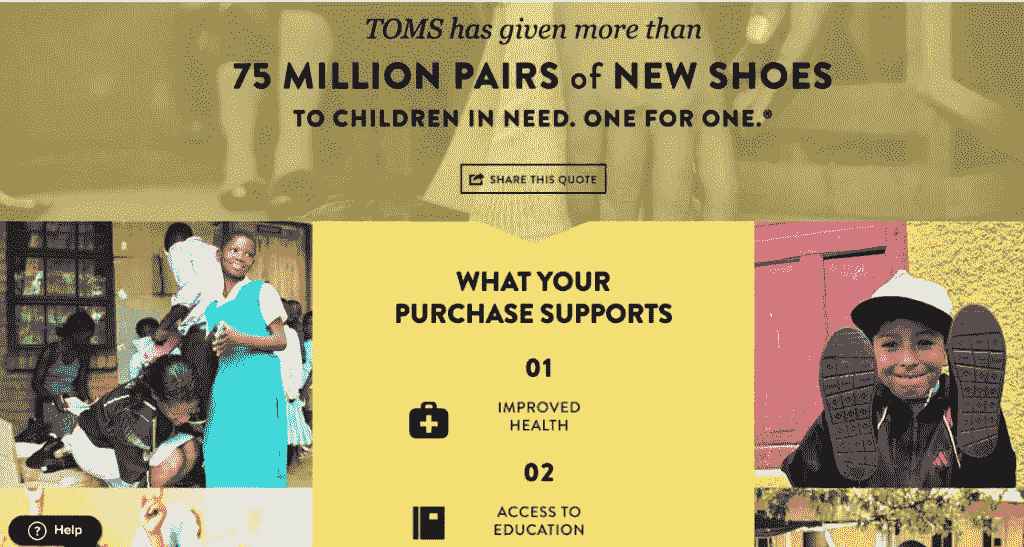 TOMS has given more than
75 MILLION PAIRS of NEW SHOES
TO CHILDREN IN NEED. ONE FOR ONE.®
SHARE THIS QUOTE
WHAT YOUR
PURCHASE SUPPORTS
01
IMPROVED
HEALTH
02
ACCESS TO
EDUCATION
? Help